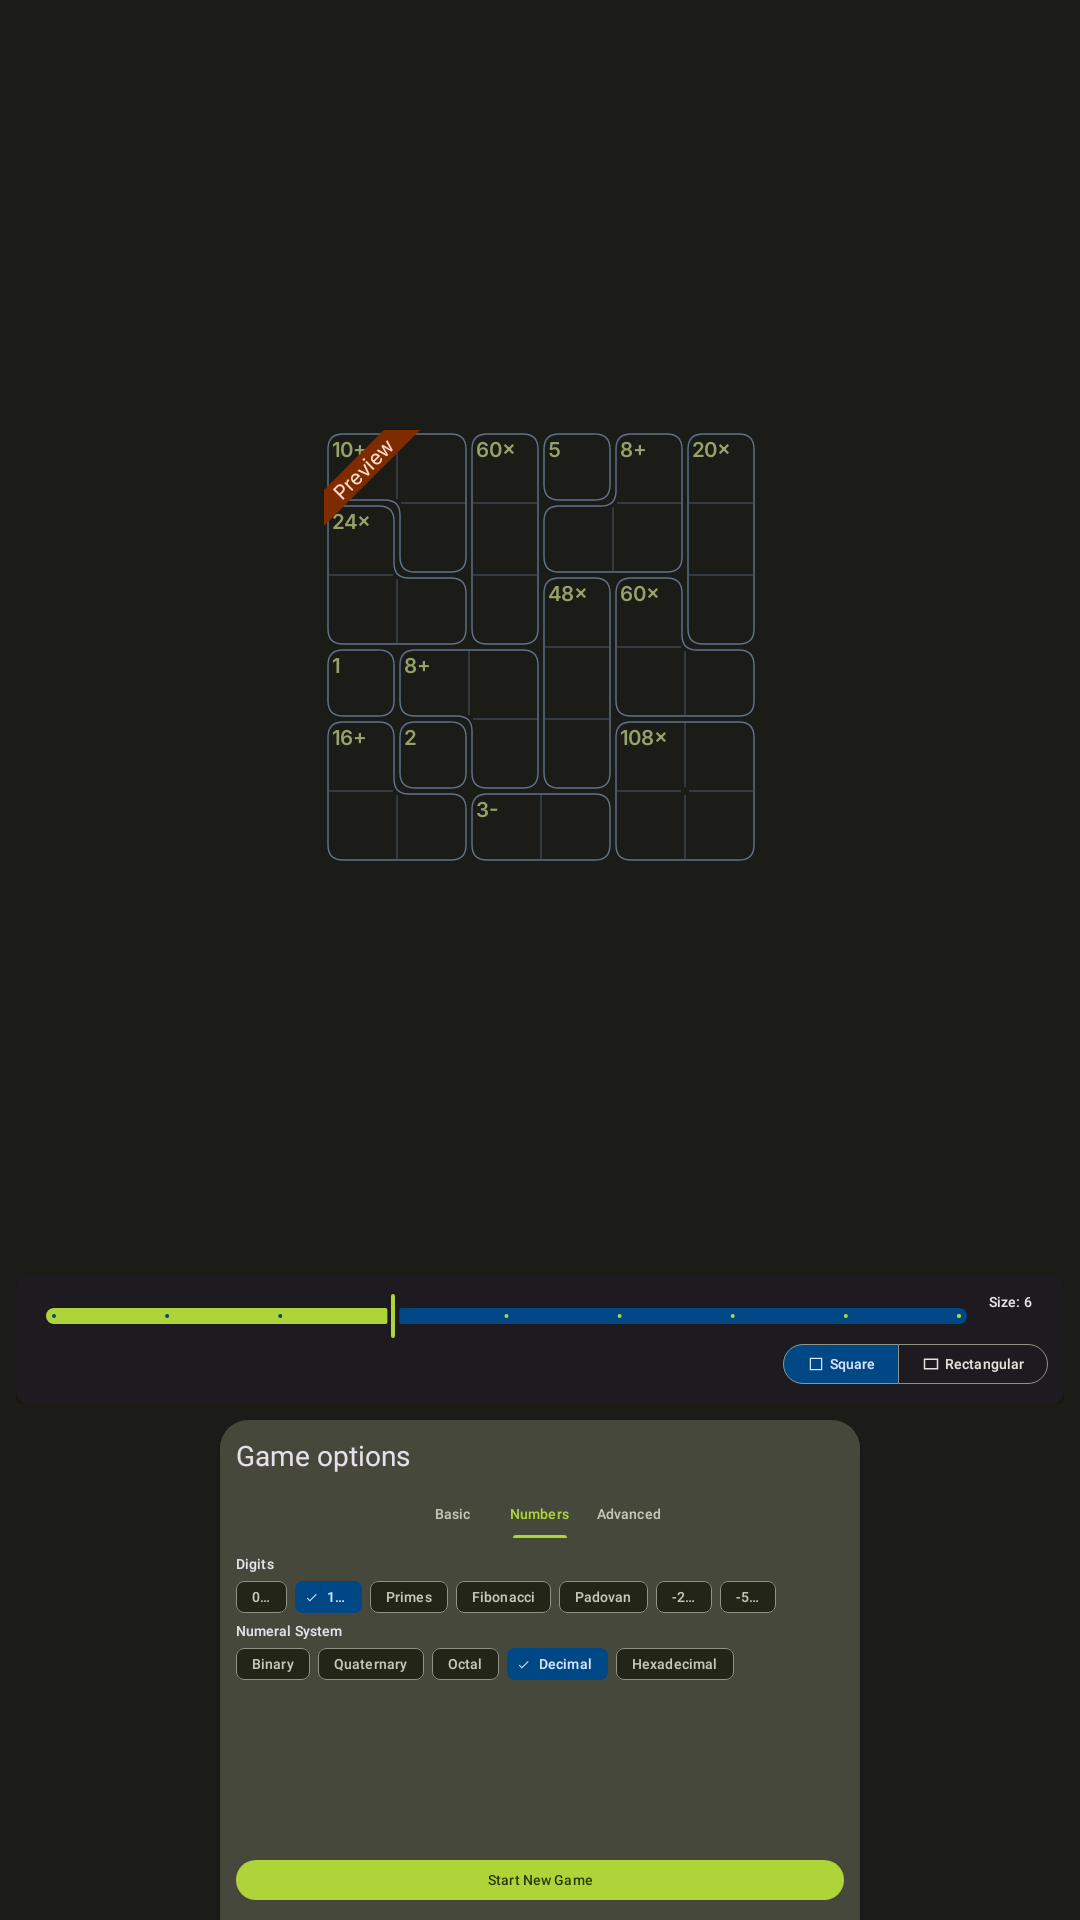 10+ 60× 5 8+ 20×
Preview
24×
48× 60×
1 8+
16+ 2 108×
3-
Size: 6
Square Rectangular
Game options
Basic Numbers Advanced
Digits
0... 1... Primes Fibonacci Padovan -2... -5...
Numeral System
Binary Quaternary Octal Decimal Hexadecimal
Start New Game